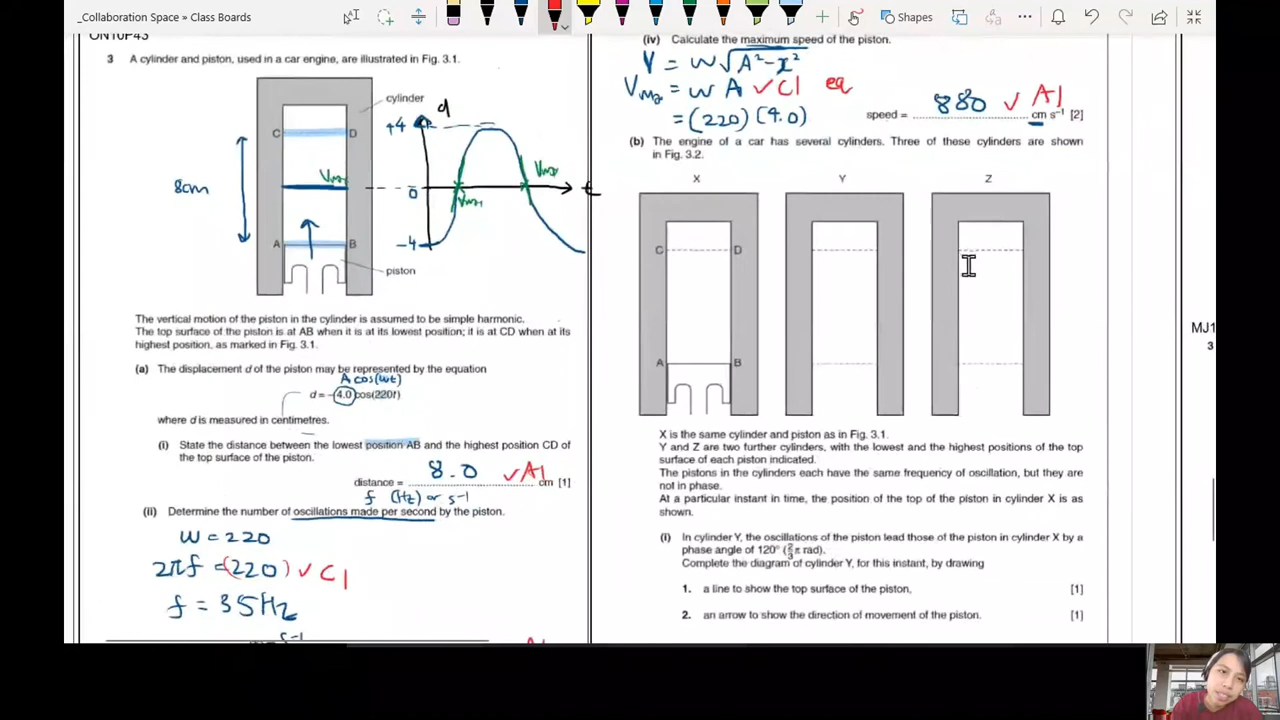 _Collaboration Space » Class Boards
Shapes
ON10P43
3 A cylinder and piston, used in a car engine, are illustrated in Fig. 3.1.
cylinder
d
C
D
+4
8cm
0
t
-4
A
B
piston
The vertical motion of the piston in the cylinder is assumed to be simple harmonic.
The top surface of the piston is at AB when it is at its lowest position; it is at CD when at its
highest position, as marked in Fig. 3.1.
(a) The displacement d of the piston may be represented by the equation
A cos(wt)
d = -4.0cos(220t)
where d is measured in centimetres.
(i) State the distance between the lowest position AB and the highest position CD of
the top surface of the piston.
8.0 ✓ A1
distance = .............................. cm [1]
f (Hz) or s⁻¹
(ii) Determine the number of oscillations made per second by the piston.
w = 220
2πf = (220) ✓ C1
f = 35 Hz
s⁻¹
(iv) Calculate the maximum speed of the piston.
V = w√A²-x²
= w A ✓ C1 eq
= (220)(4.0)
880 ✓ A1
speed = .............................. cm s⁻¹ [2]
(b) The engine of a car has several cylinders. Three of these cylinders are shown
in Fig. 3.2.
X Y Z
C D
A B
X is the same cylinder and piston as in Fig. 3.1.
Y and Z are two further cylinders, with the lowest and the highest positions of the top
surface of each piston indicated.
The pistons in the cylinders each have the same frequency of oscillation, but they are
not in phase.
At a particular instant in time, the position of the top of the piston in cylinder X is as
shown.
(i) In cylinder Y, the oscillations of the piston lead those of the piston in cylinder X by a
phase angle of 120° (⅔π rad).
Complete the diagram of cylinder Y, for this instant, by drawing
1. a line to show the top surface of the piston, [1]
2. an arrow to show the direction of movement of the piston. [1]
MJ1
3